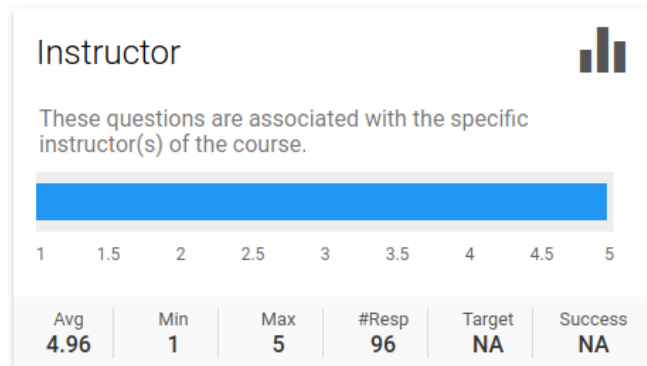 Instructor
These questions are associated with the specific
instructor(s) of the course.
1 1.5 2 2.5 3 3.5 4 4.5 5
Avg Min Max #Resp Target Success
4.96 1 5 96 NA NA